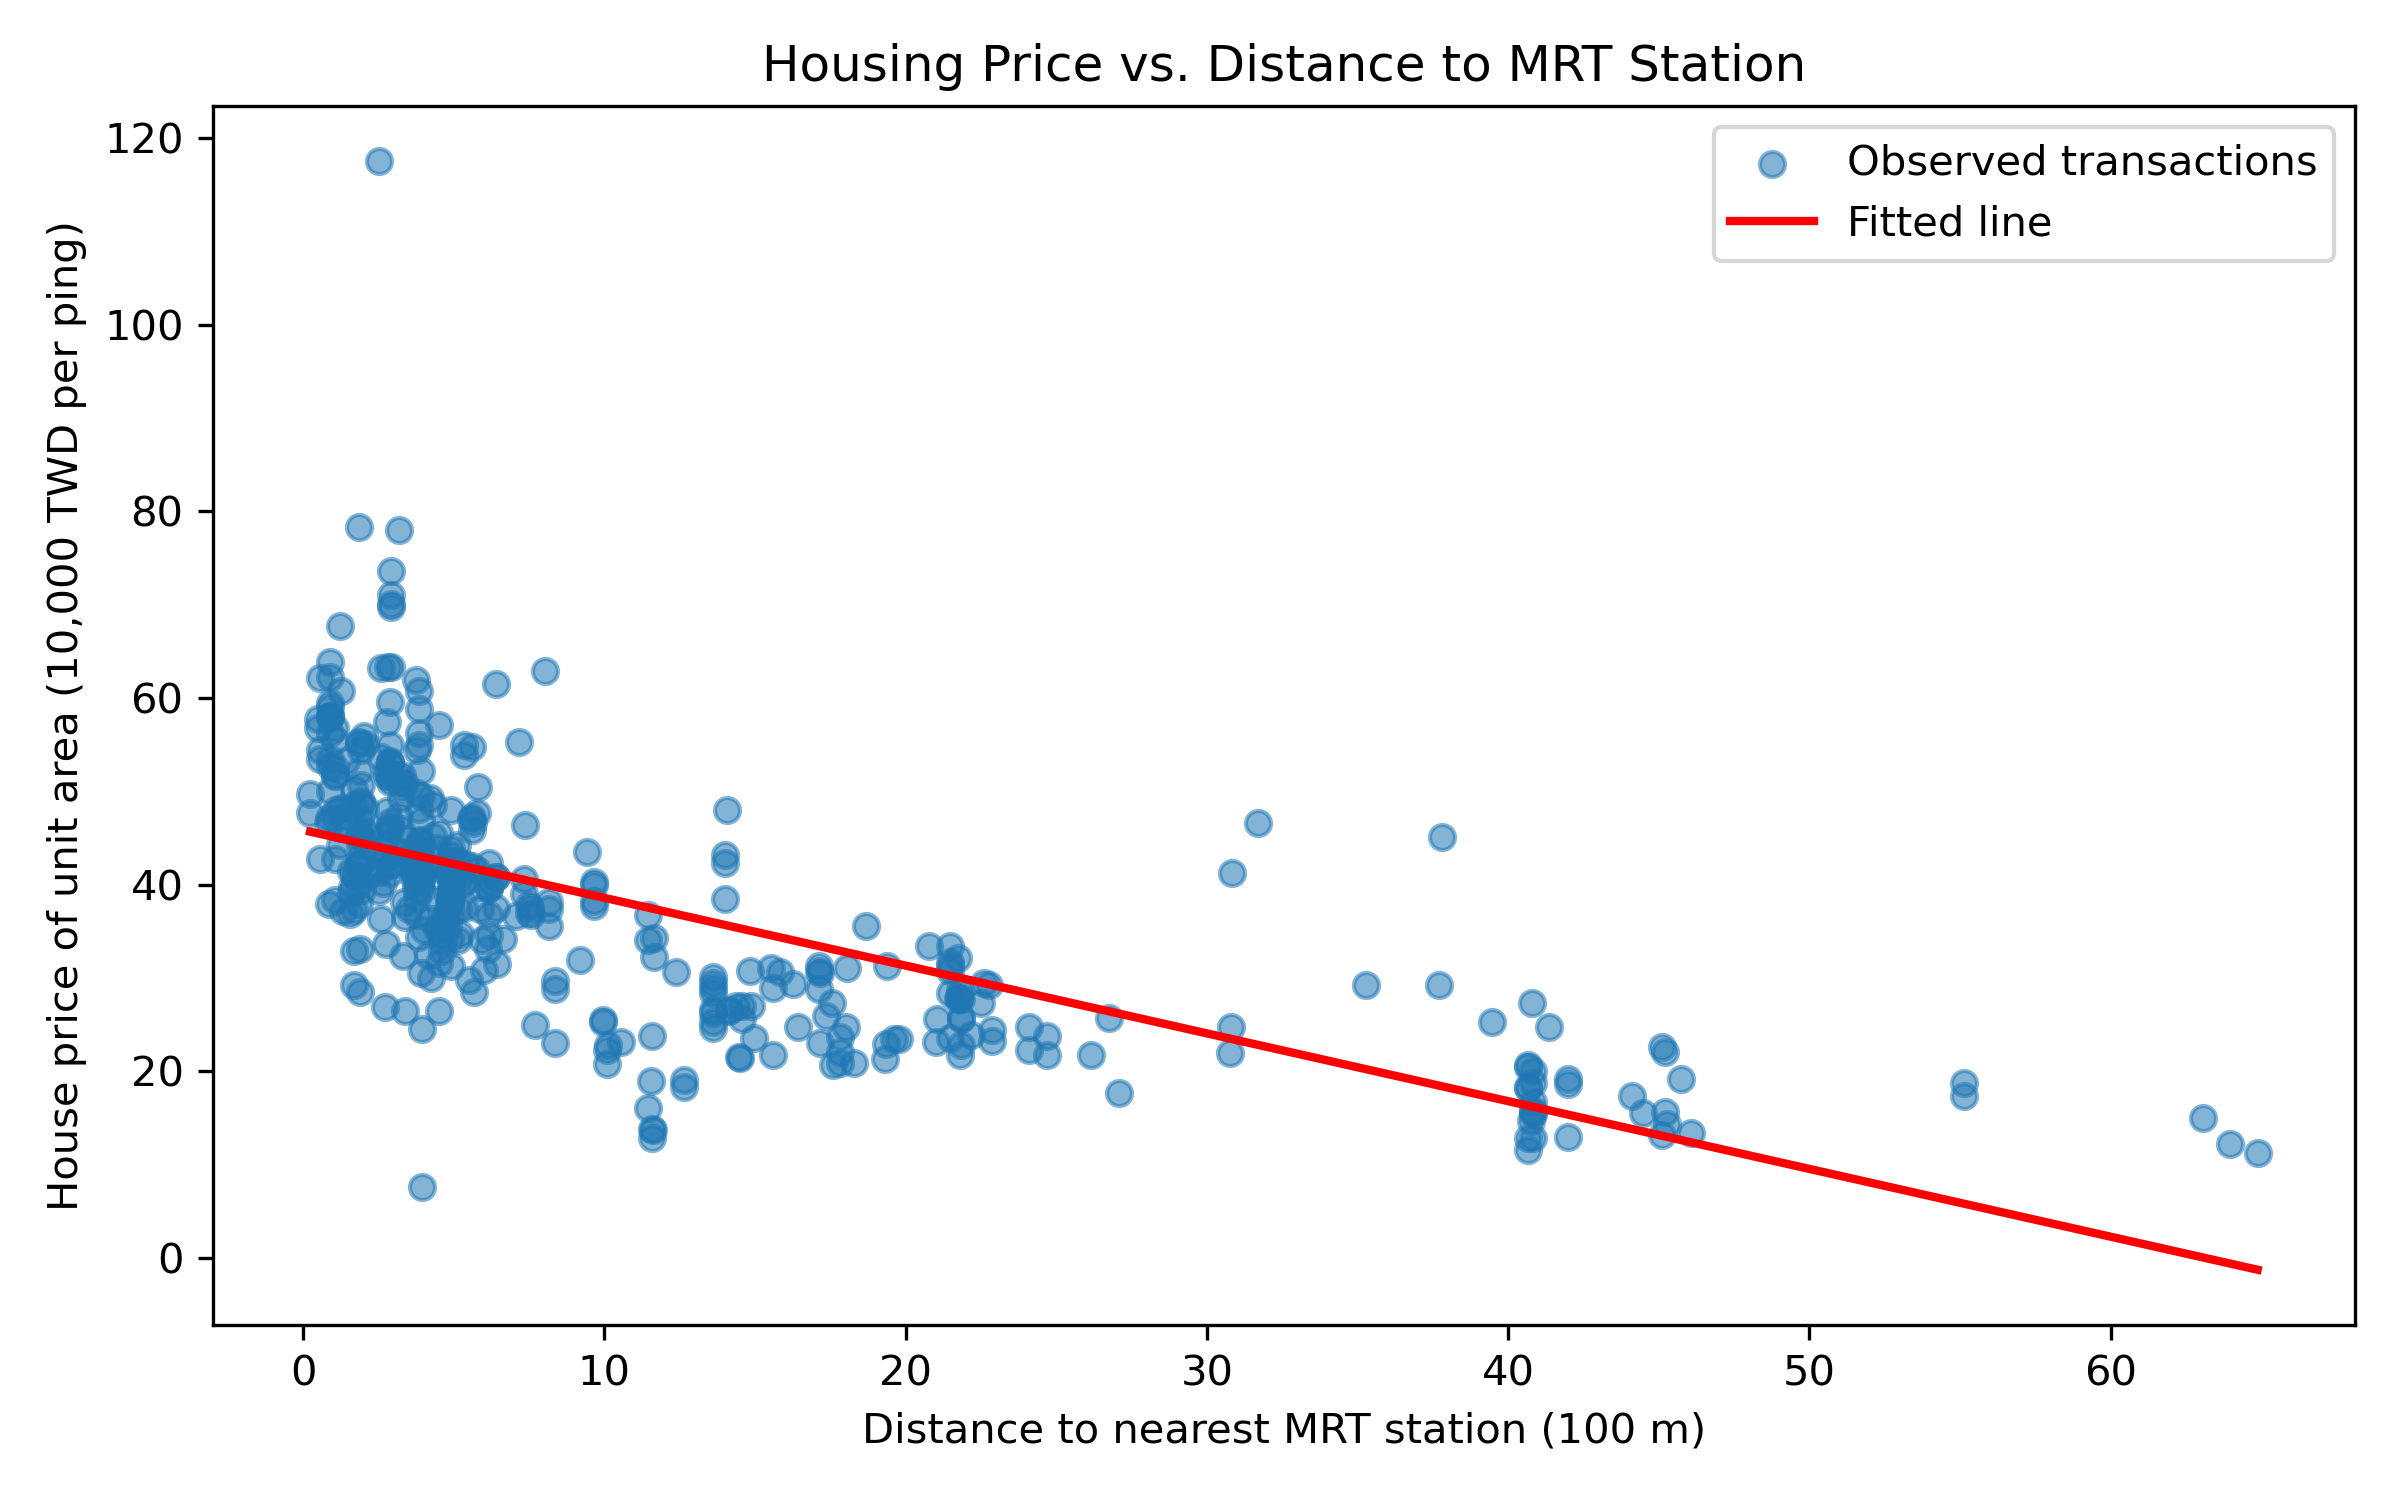 Housing Price vs. Distance to MRT Station
Observed transactions
Fitted line
House price of unit area (10,000 TWD per ping)
120
100
80
60
40
20
0
0 10 20 30 40 50 60
Distance to nearest MRT station (100 m)